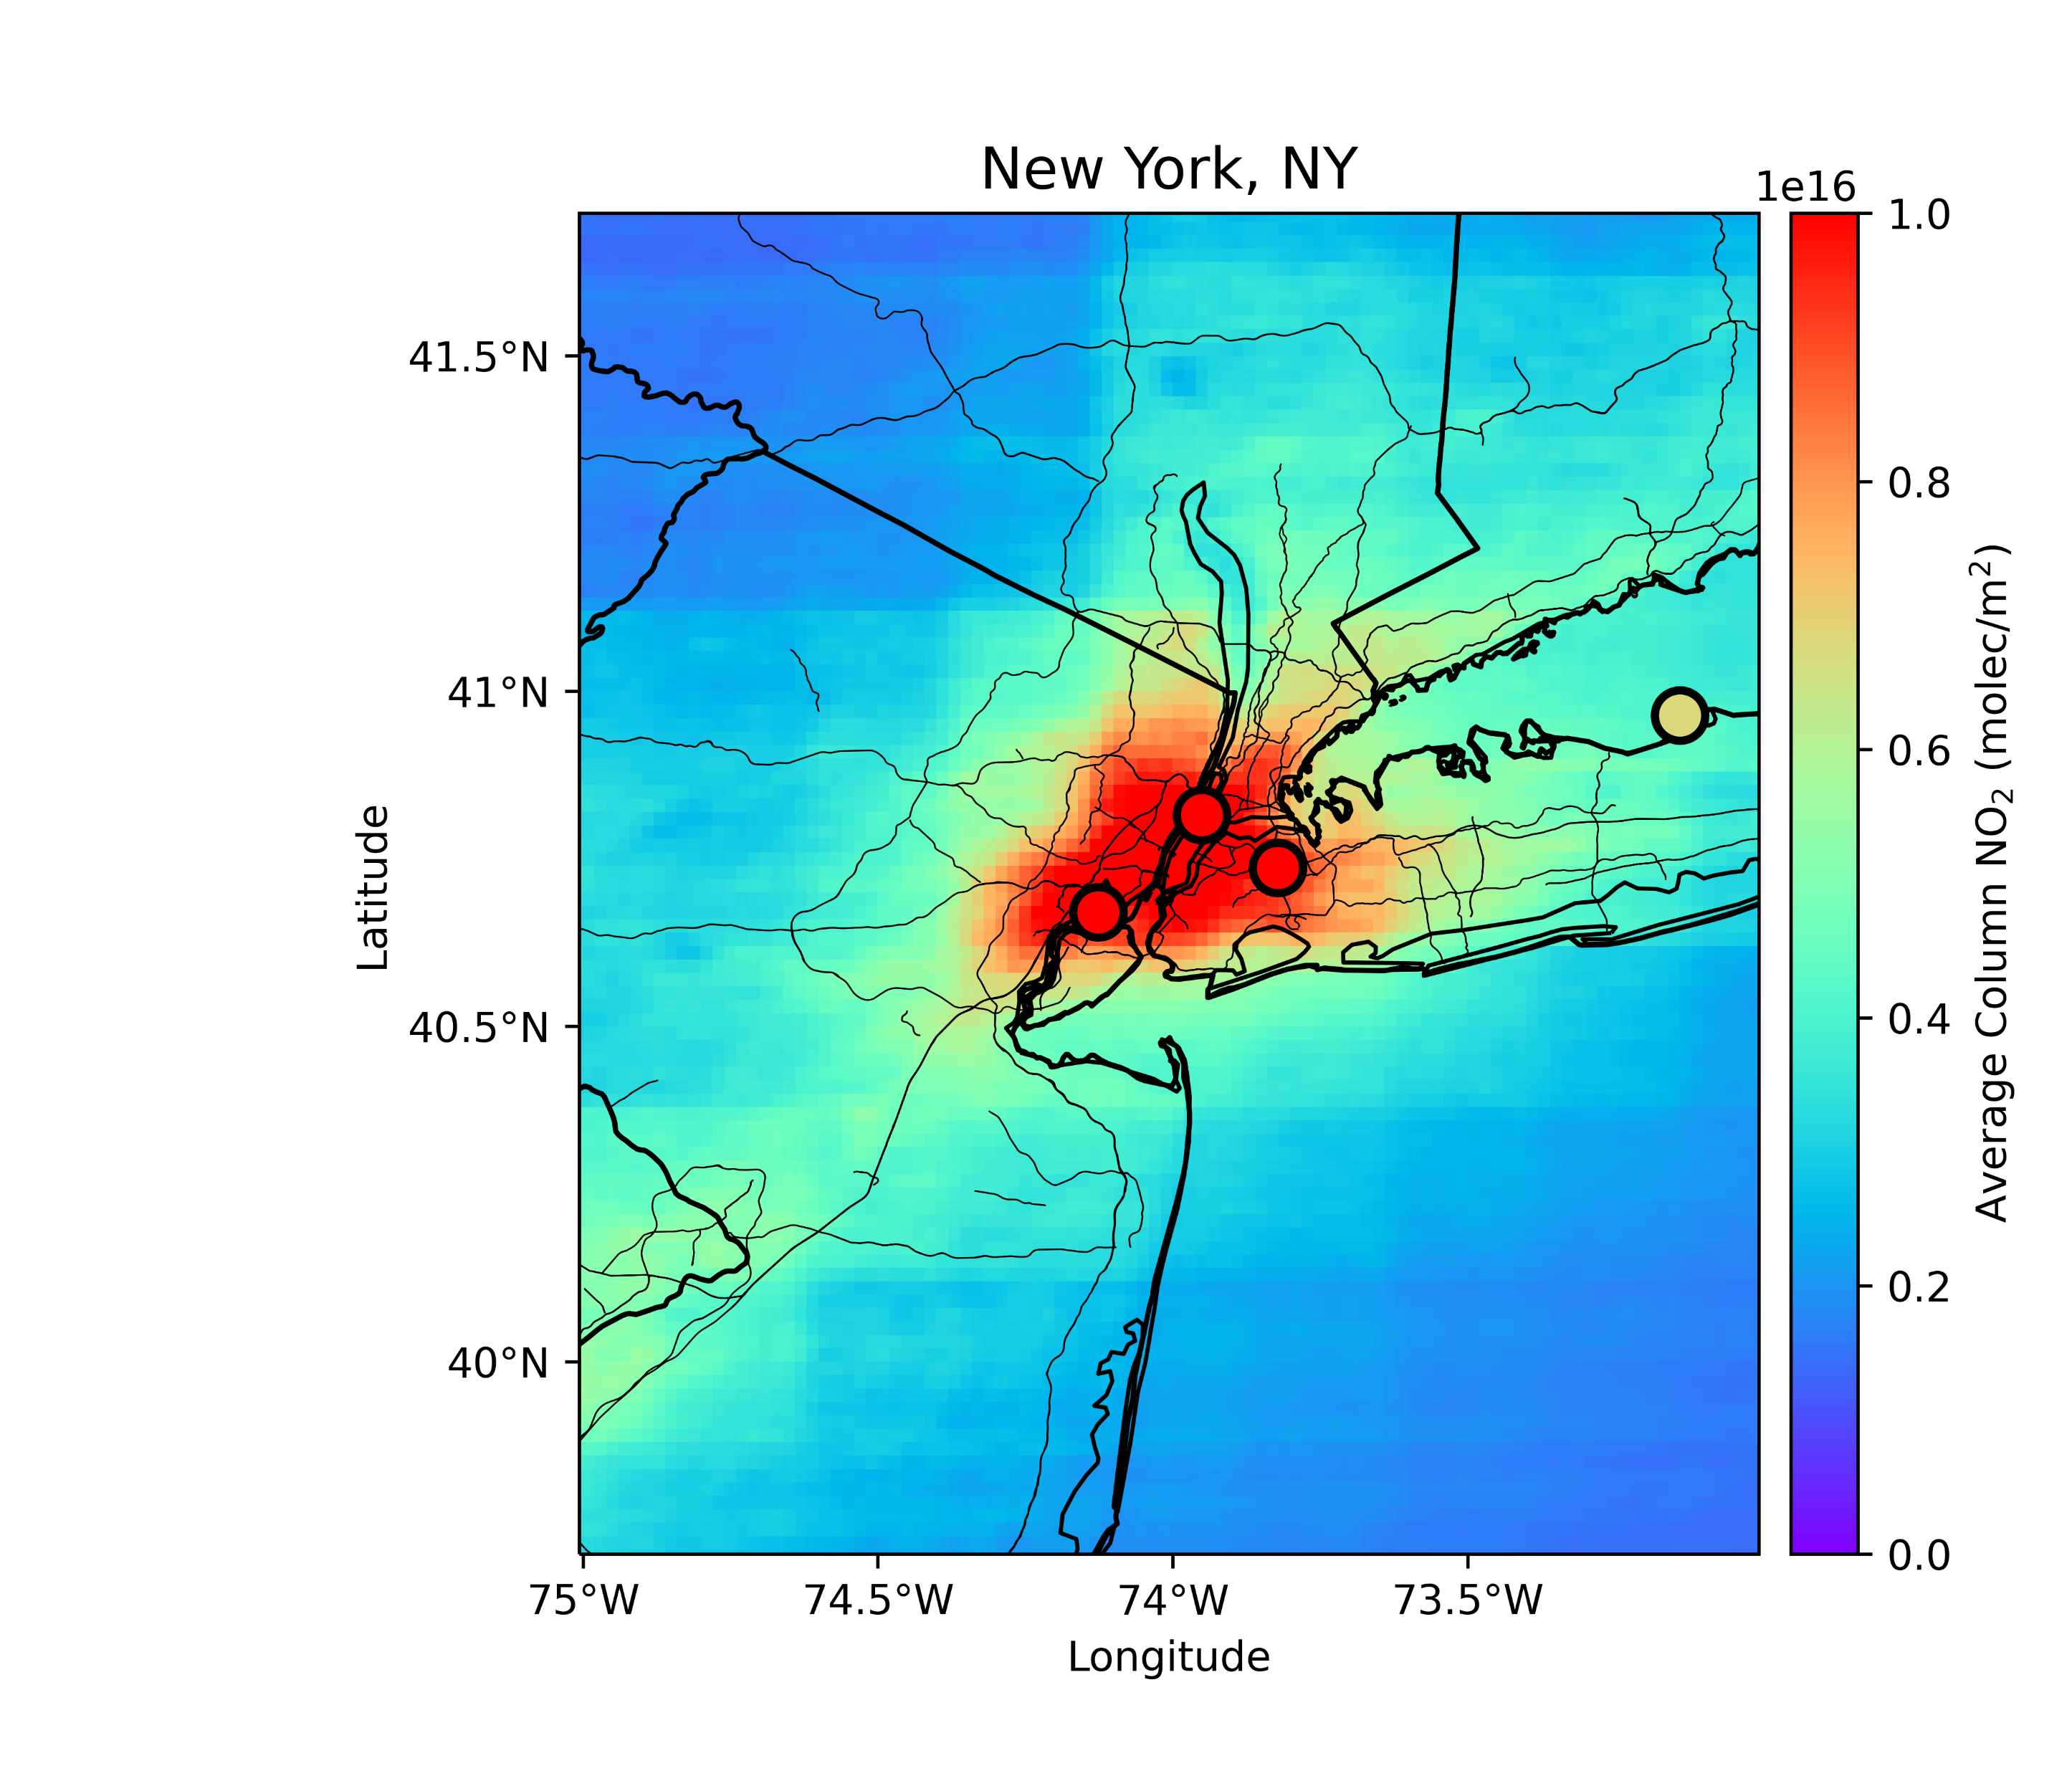 New York, NY
1e16
1.0
0.8
0.6
0.4
0.2
0.0
Average Column NO₂ (molec/m²)
41.5°N
41°N
40.5°N
40°N
Latitude
75°W
74.5°W
74°W
73.5°W
Longitude